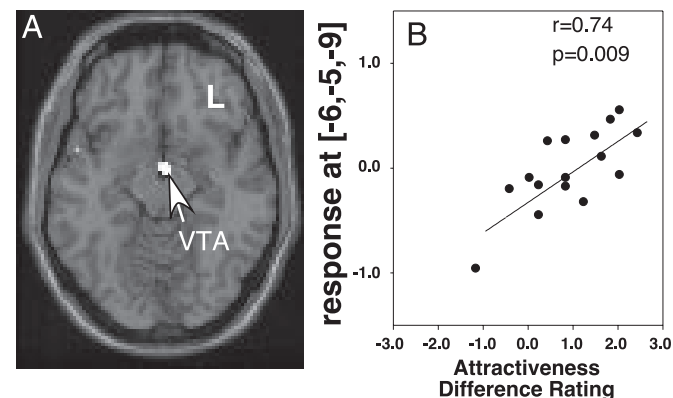 A
L
VTA
B
r=0.74
p=0.009
response at [-6,-5,-9]
1.0
0.0
-1.0
-3.0 -2.0 -1.0 0.0 1.0 2.0 3.0
Attractiveness
Difference Rating